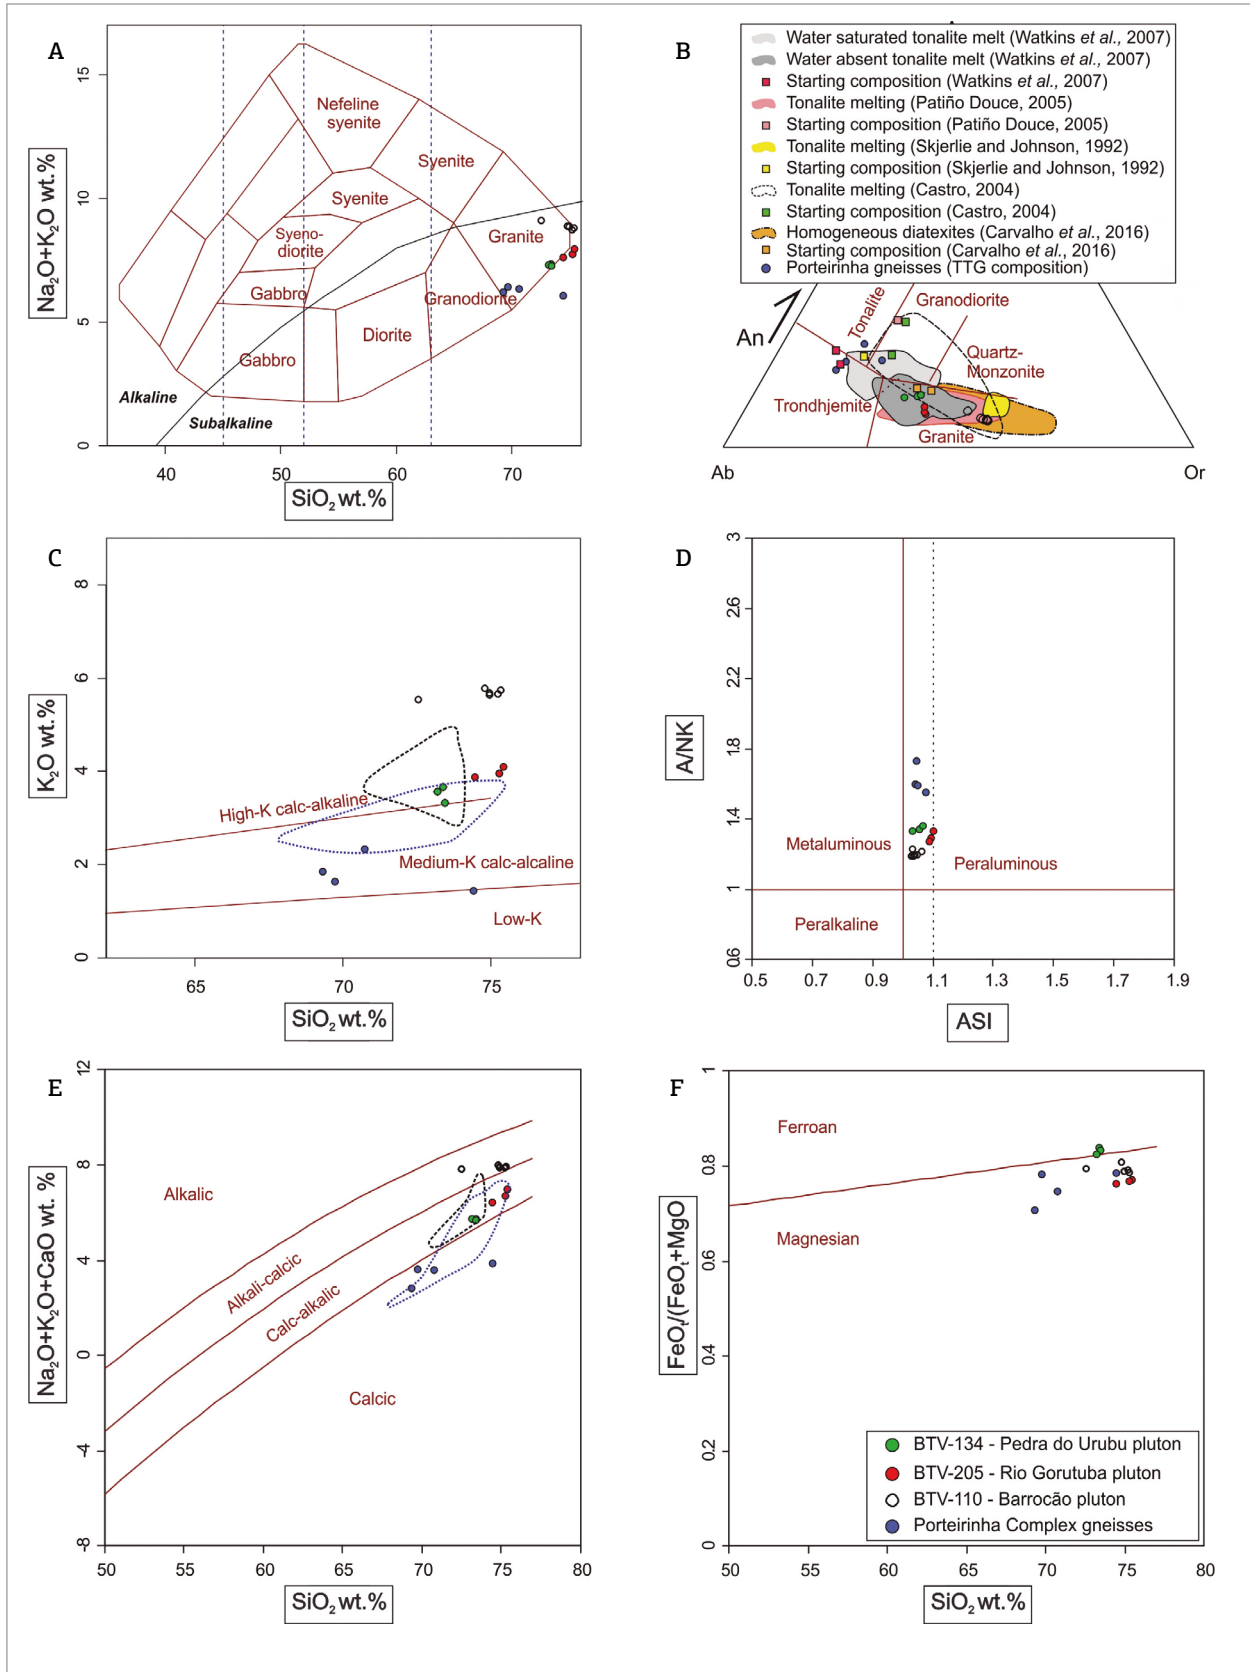 A
15
10
5
0
Na₂O+K₂O wt.%
Nefeline
syenite
Syenite
Syenite
Syeno-
diorite
Granite
Gabbro
Granodiorite
Diorite
Gabbro
Alkaline
Subalkaline
40
50
60
70
SiO₂ wt.%
B
Water saturated tonalite melt (Watkins et al., 2007)
Water absent tonalite melt (Watkins et al., 2007)
Starting composition (Watkins et al., 2007)
Tonalite melting (Patiño Douce, 2005)
Starting composition (Patiño Douce, 2005)
Tonalite melting (Skjerlie and Johnson, 1992)
Starting composition (Skjerlie and Johnson, 1992)
Tonalite melting (Castro, 2004)
Starting composition (Castro, 2004)
Homogeneous diatexites (Carvalho et al., 2016)
Starting composition (Carvalho et al., 2016)
Porteirinha gneisses (TTG composition)
An
Tonalite
Granodiorite
Quartz-
Monzonite
Trondhjemite
Granite
Ab
Or
C
8
6
4
2
0
K₂O wt.%
High-K calc-alkaline
Medium-K calc-alcaline
Low-K
65
70
75
SiO₂ wt.%
D
3
2.6
2.2
1.8
1.4
1
0.6
A/NK
Metaluminous
Peraluminous
Peralkaline
0.5
0.7
0.9
1.1
1.3
1.5
1.7
1.9
ASI
E
12
8
4
0
-4
-8
Na₂O+K₂O+CaO wt. %
Alkalic
Alkali-calcic
Calc-alkalic
Calcic
50
55
60
65
70
75
80
SiO₂ wt.%
F
1
0.8
0.6
0.4
0.2
0
FeOₜ/(FeOₜ+MgO
Ferroan
Magnesian
BTV-134 - Pedra do Urubu pluton
BTV-205 - Rio Gorutuba pluton
BTV-110 - Barrocão pluton
Porteirinha Complex gneisses
50
55
60
65
70
75
80
SiO₂ wt.%